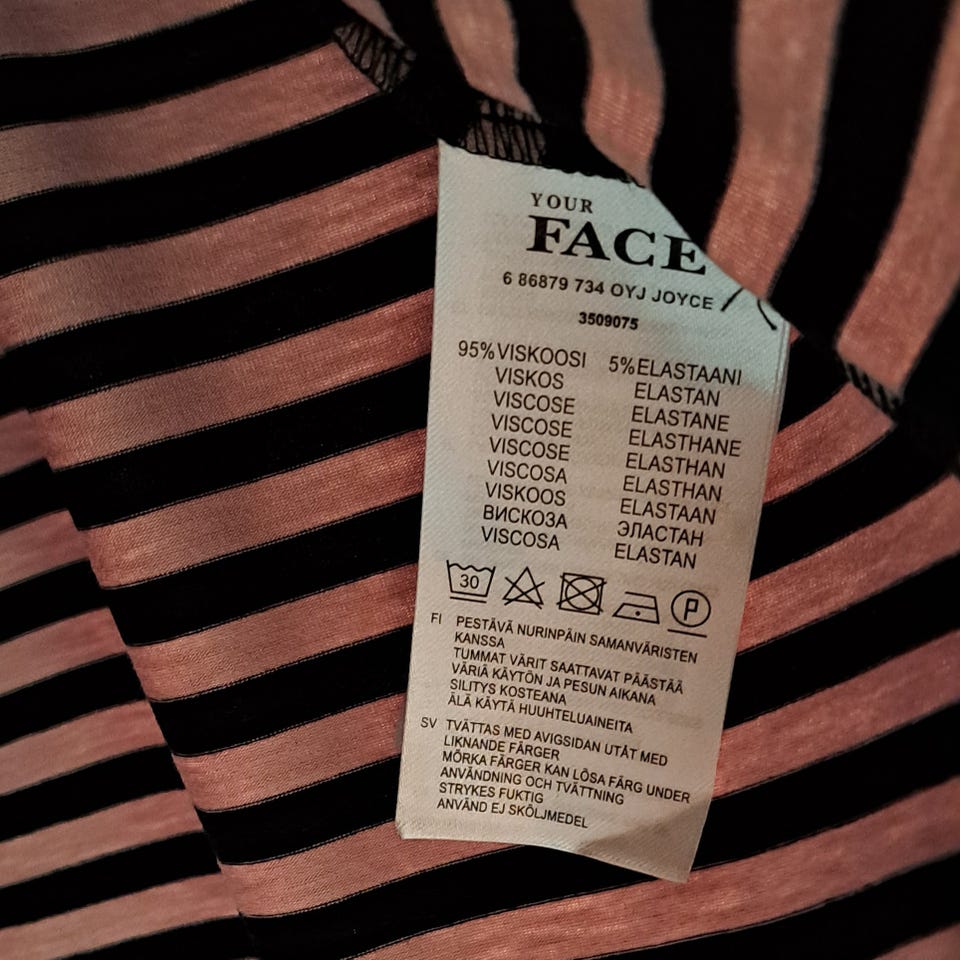 YOUR
FACE
6 86879 734 OYJ JOYCE
3509075
95% VISKOOSI 5% ELASTAANI
VISKOS ELASTAN
VISCOSE ELASTANE
VISCOSE ELASTHANE
VISCOSE ELASTHAN
VISCOSA ELASTHAN
VISKOOS ELASTAAN
ВИСКОЗА ЭЛАСТАН
VISCOSA ELASTAN
30 P
FI PESTÄVÄ NURINPÄIN SAMANVÄRISTEN
KANSSA
TUMMAT VÄRIT SAATTAVAT PÄÄSTÄÄ
VÄRIÄ KÄYTÖN JA PESUN AIKANA
SILITYS KOSTEANA
ÄLÄ KÄYTÄ HUUHTELUAINEITA
SV TVÄTTAS MED AVIGSIDAN UTÅT MED
LIKNANDE FÄRGER
MÖRKA FÄRGER KAN LÖSA FÄRG UNDER
ANVÄNDNING OCH TVÄTTNING
STRYKES FUKTIG
ANVÄND EJ SKÖLJMEDEL